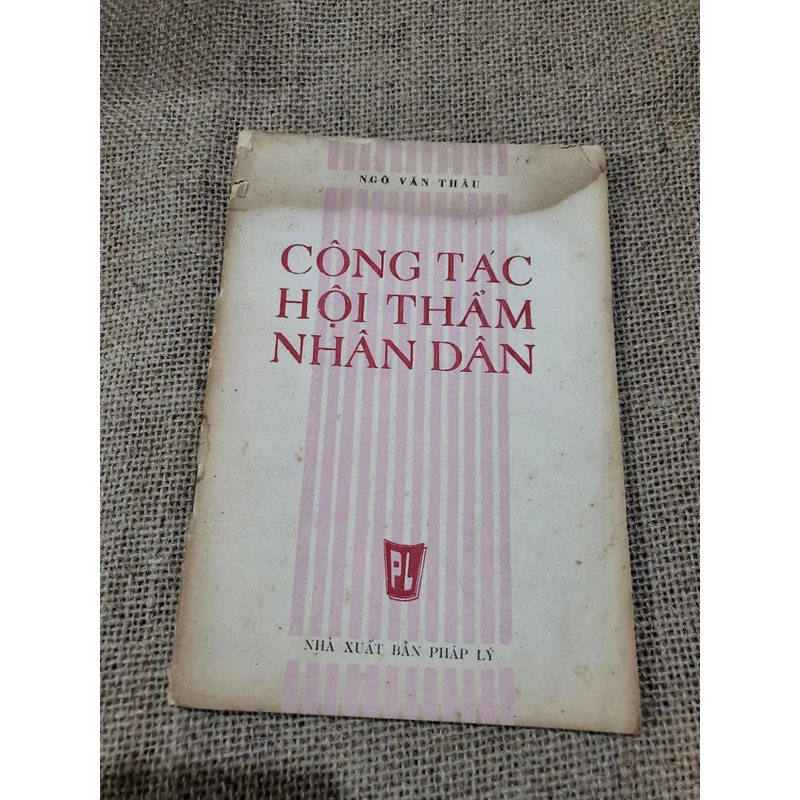 NGÔ VĂN THÂU
CÔNG TÁC
HỘI THẨM
NHÂN DÂN
PL
NHÀ XUẤT BẢN PHÁP LÝ